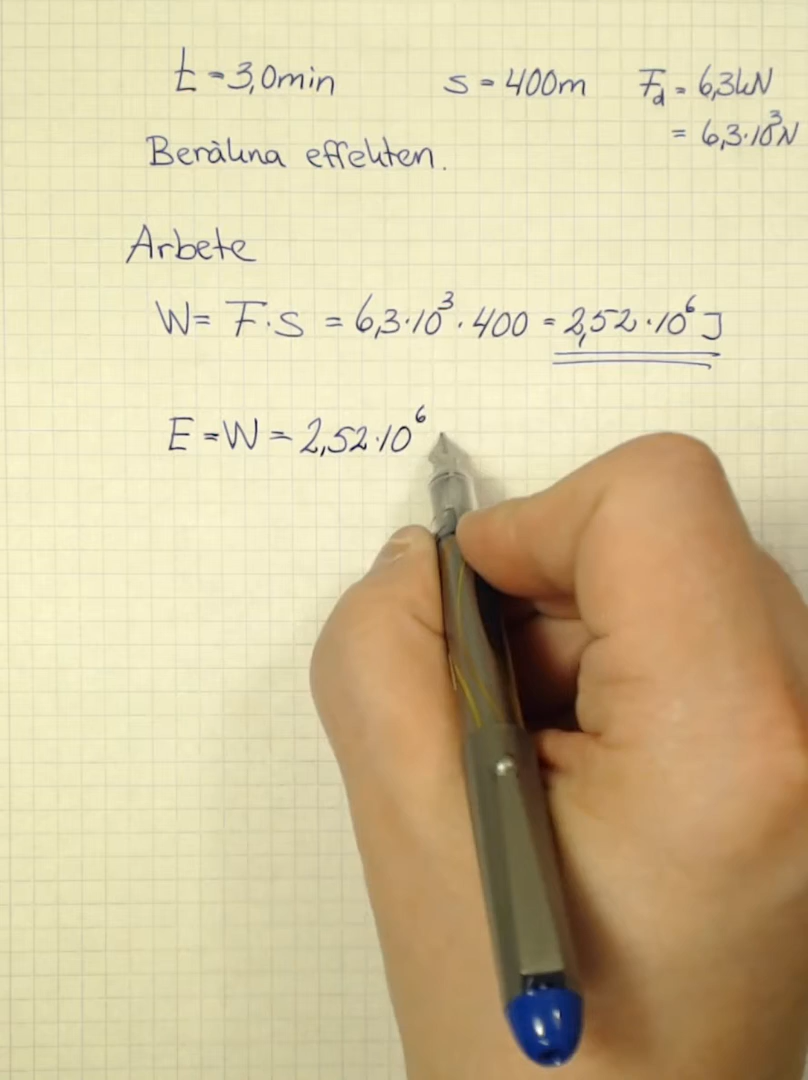 t = 3,0min s = 400m F_d = 6,3kN
= 6,3·10³N
Beräkna effekten.
Arbete
W= F·s = 6,3·10³·400 = 2,52·10⁶ J
E = W = 2,52·10⁶